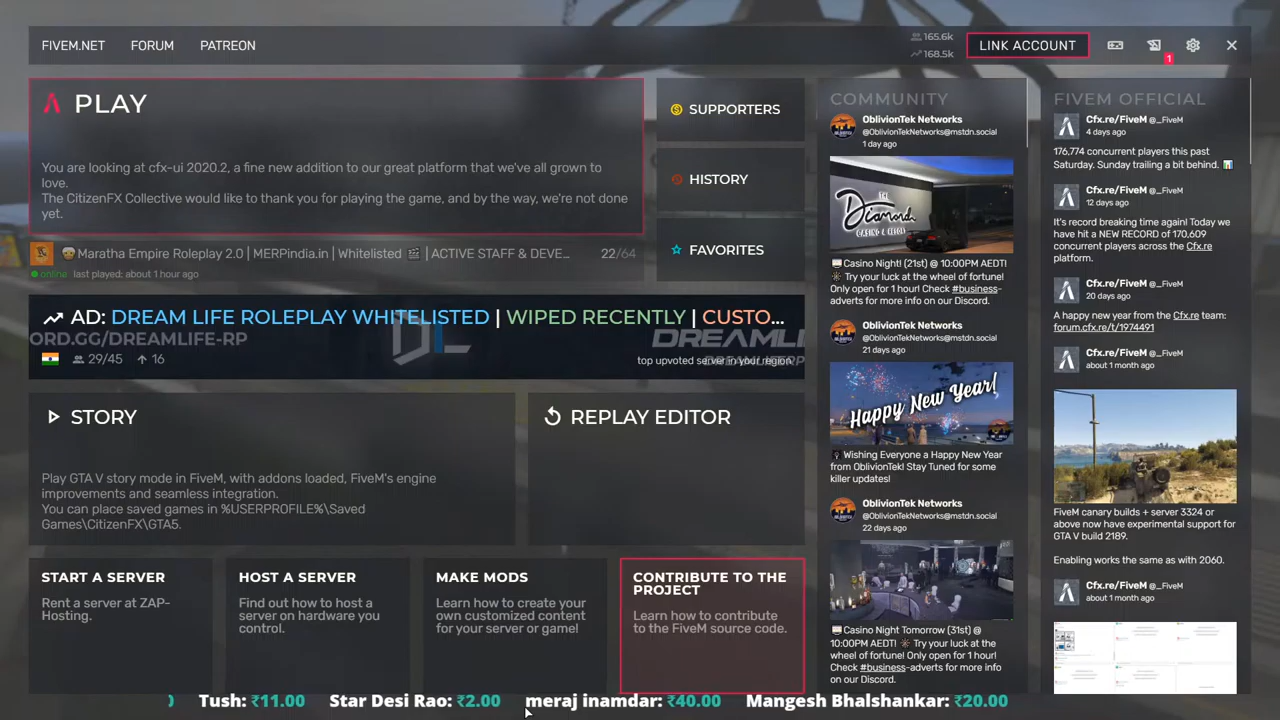 FIVEM.NET
FORUM
PATREON
165.6k
168.5k
LINK ACCOUNT
1
PLAY
You are looking at cfx-ui 2020.2, a fine new addition to our great platform that we've all grown to
love.
The CitizenFX Collective would like to thank you for playing the game, and by the way, we're not done
yet.
Maratha Empire Roleplay 2.0 | MERPindia.in | Whitelisted 🎬 | ACTIVE STAFF & DEVE...
22/64
online
last played: about 1 hour ago
SUPPORTERS
HISTORY
FAVORITES
AD: DREAM LIFE ROLEPLAY WHITELISTED | WIPED RECENTLY | CUSTO...
ORD.GG/DREAMLIFE-RP
DL
DREAMLI
29/45
16
top upvoted server in your region.
STORY
Play GTA V story mode in FiveM, with addons loaded, FiveM's engine
improvements and seamless integration.
You can place saved games in %USERPROFILE%\Saved
Games\CitizenFX\GTA5.
REPLAY EDITOR
START A SERVER
Rent a server at ZAP-
Hosting.
HOST A SERVER
Find out how to host a
server on hardware you
control.
MAKE MODS
Learn how to create your
own customized content
for your server or game!
CONTRIBUTE TO THE
PROJECT
Learn how to contribute
to the FiveM source code.
COMMUNITY
OblivionTek Networks
@OblivionTekNetworks@mstdn.social
1 day ago
THE
Diamond
CASINO & RESORT
Casino Night! (21st) @ 10:00PM AEDT!
Try your luck at the wheel of fortune!
Only open for 1 hour! Check #business-
adverts for more info on our Discord.
OblivionTek Networks
@OblivionTekNetworks@mstdn.social
21 days ago
Happy New Year!
Wishing Everyone a Happy New Year
from OblivionTek! Stay Tuned for some
killer updates!
OblivionTek Networks
@OblivionTekNetworks@mstdn.social
22 days ago
Casino Night Tomorrow (31st) @
10:00PM AEDT! Try your luck at the
wheel of fortune! Only open for 1 hour!
Check #business-adverts for more info
on our Discord.
FIVEM OFFICIAL
Cfx.re/FiveM @_FiveM
4 days ago
176,774 concurrent players this past
Saturday. Sunday trailing a bit behind. 📊
Cfx.re/FiveM @_FiveM
12 days ago
It's record breaking time again! Today we
have hit a NEW RECORD of 170,609
concurrent players across the Cfx.re
platform.
Cfx.re/FiveM @_FiveM
20 days ago
A happy new year from the Cfx.re team:
forum.cfx.re/t/1974491
Cfx.re/FiveM @_FiveM
about 1 month ago
FiveM canary builds + server 3324 or
above now have experimental support for
GTA V build 2189.
Enabling works the same as with 2060.
Cfx.re/FiveM @_FiveM
about 1 month ago
Tush: ₹11.00 Star Desi Rao: ₹2.00 meraj inamdar: ₹40.00 Mangesh Bhalshankar: ₹20.00